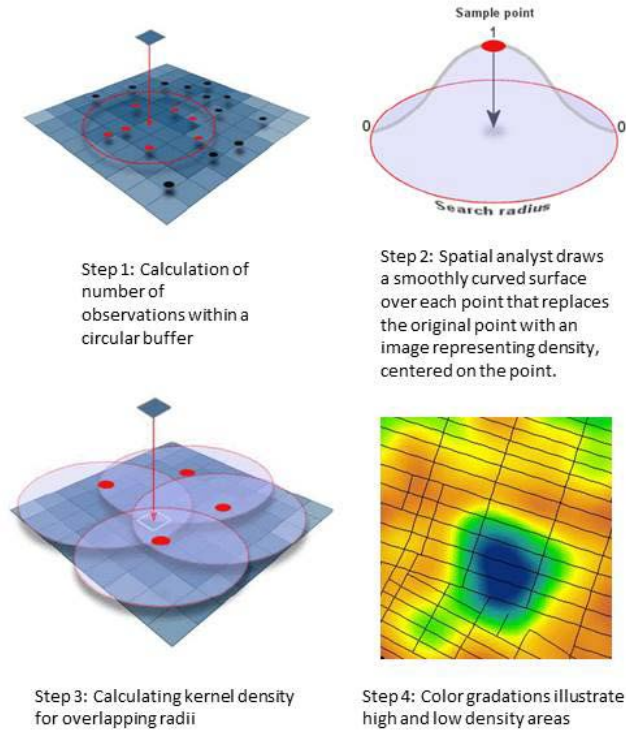 Sample point
1
0
0
Search radius
Step 1: Calculation of
number of
observations within a
circular buffer
Step 2: Spatial analyst draws
a smoothly curved surface
over each point that replaces
the original point with an
image representing density,
centered on the point.
Step 3: Calculating kernel density
for overlapping radii
Step 4: Color gradations illustrate
high and low density areas